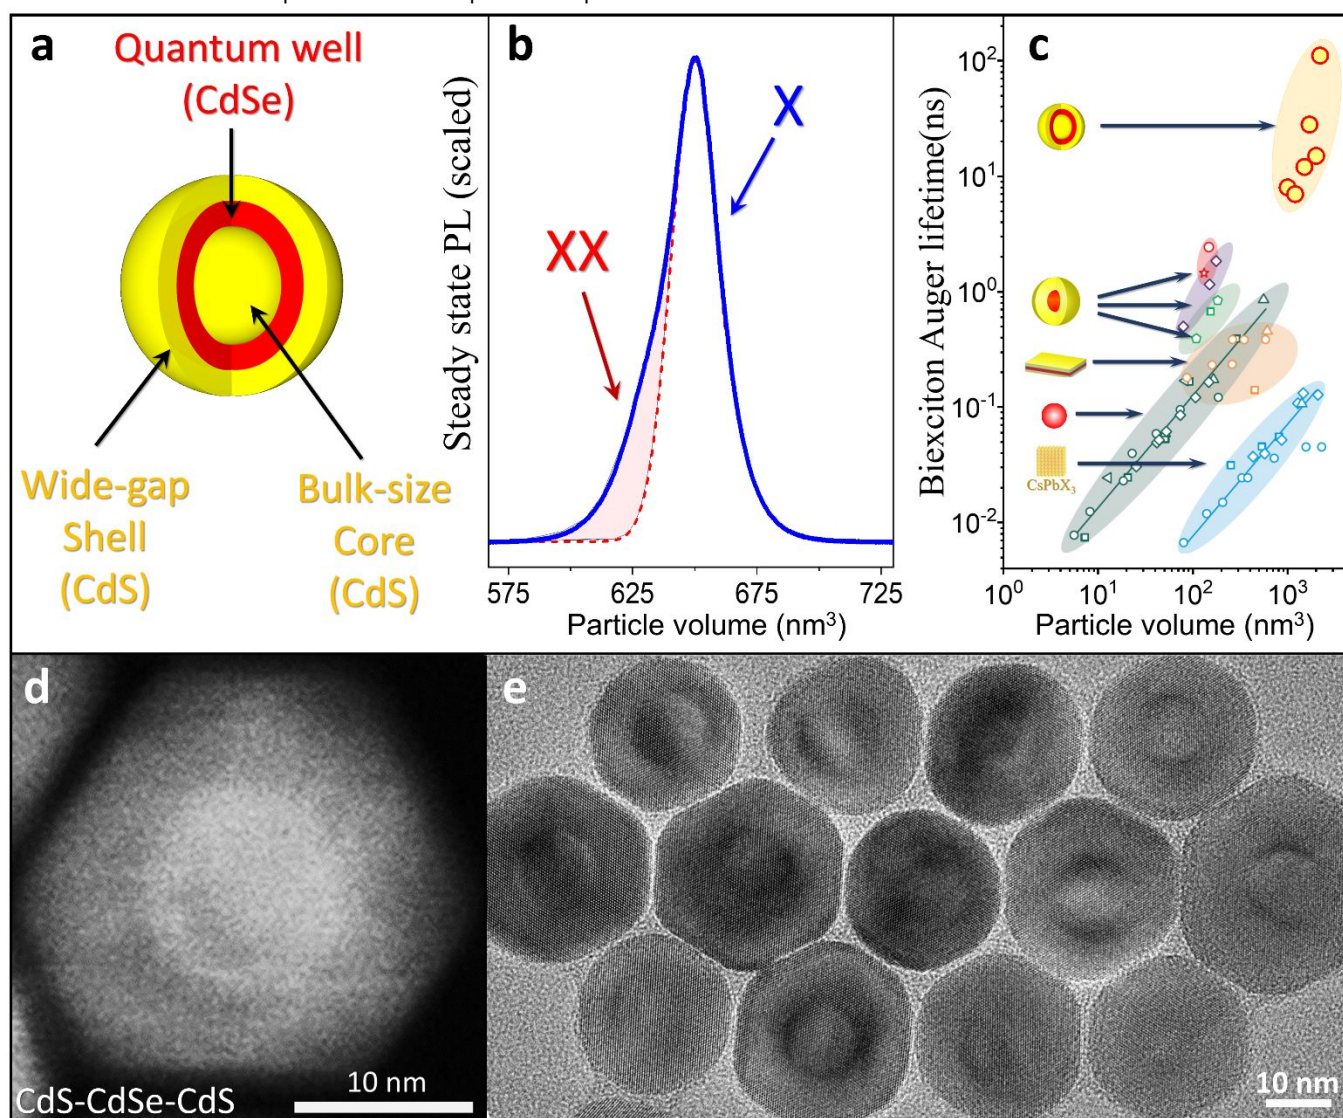 a
Quantum well
(CdSe)
Wide-gap
Shell
(CdS)
Bulk-size
Core
(CdS)
b
Steady state PL (scaled)
XX
X
575
625
675
725
Particle volume (nm³)
c
Biexciton Auger lifetime(ns)
10²
10¹
10⁰
10⁻¹
10⁻²
CsPbX₃
10⁰
10¹
10²
10³
Particle volume (nm³)
d
CdS-CdSe-CdS
10 nm
e
10 nm